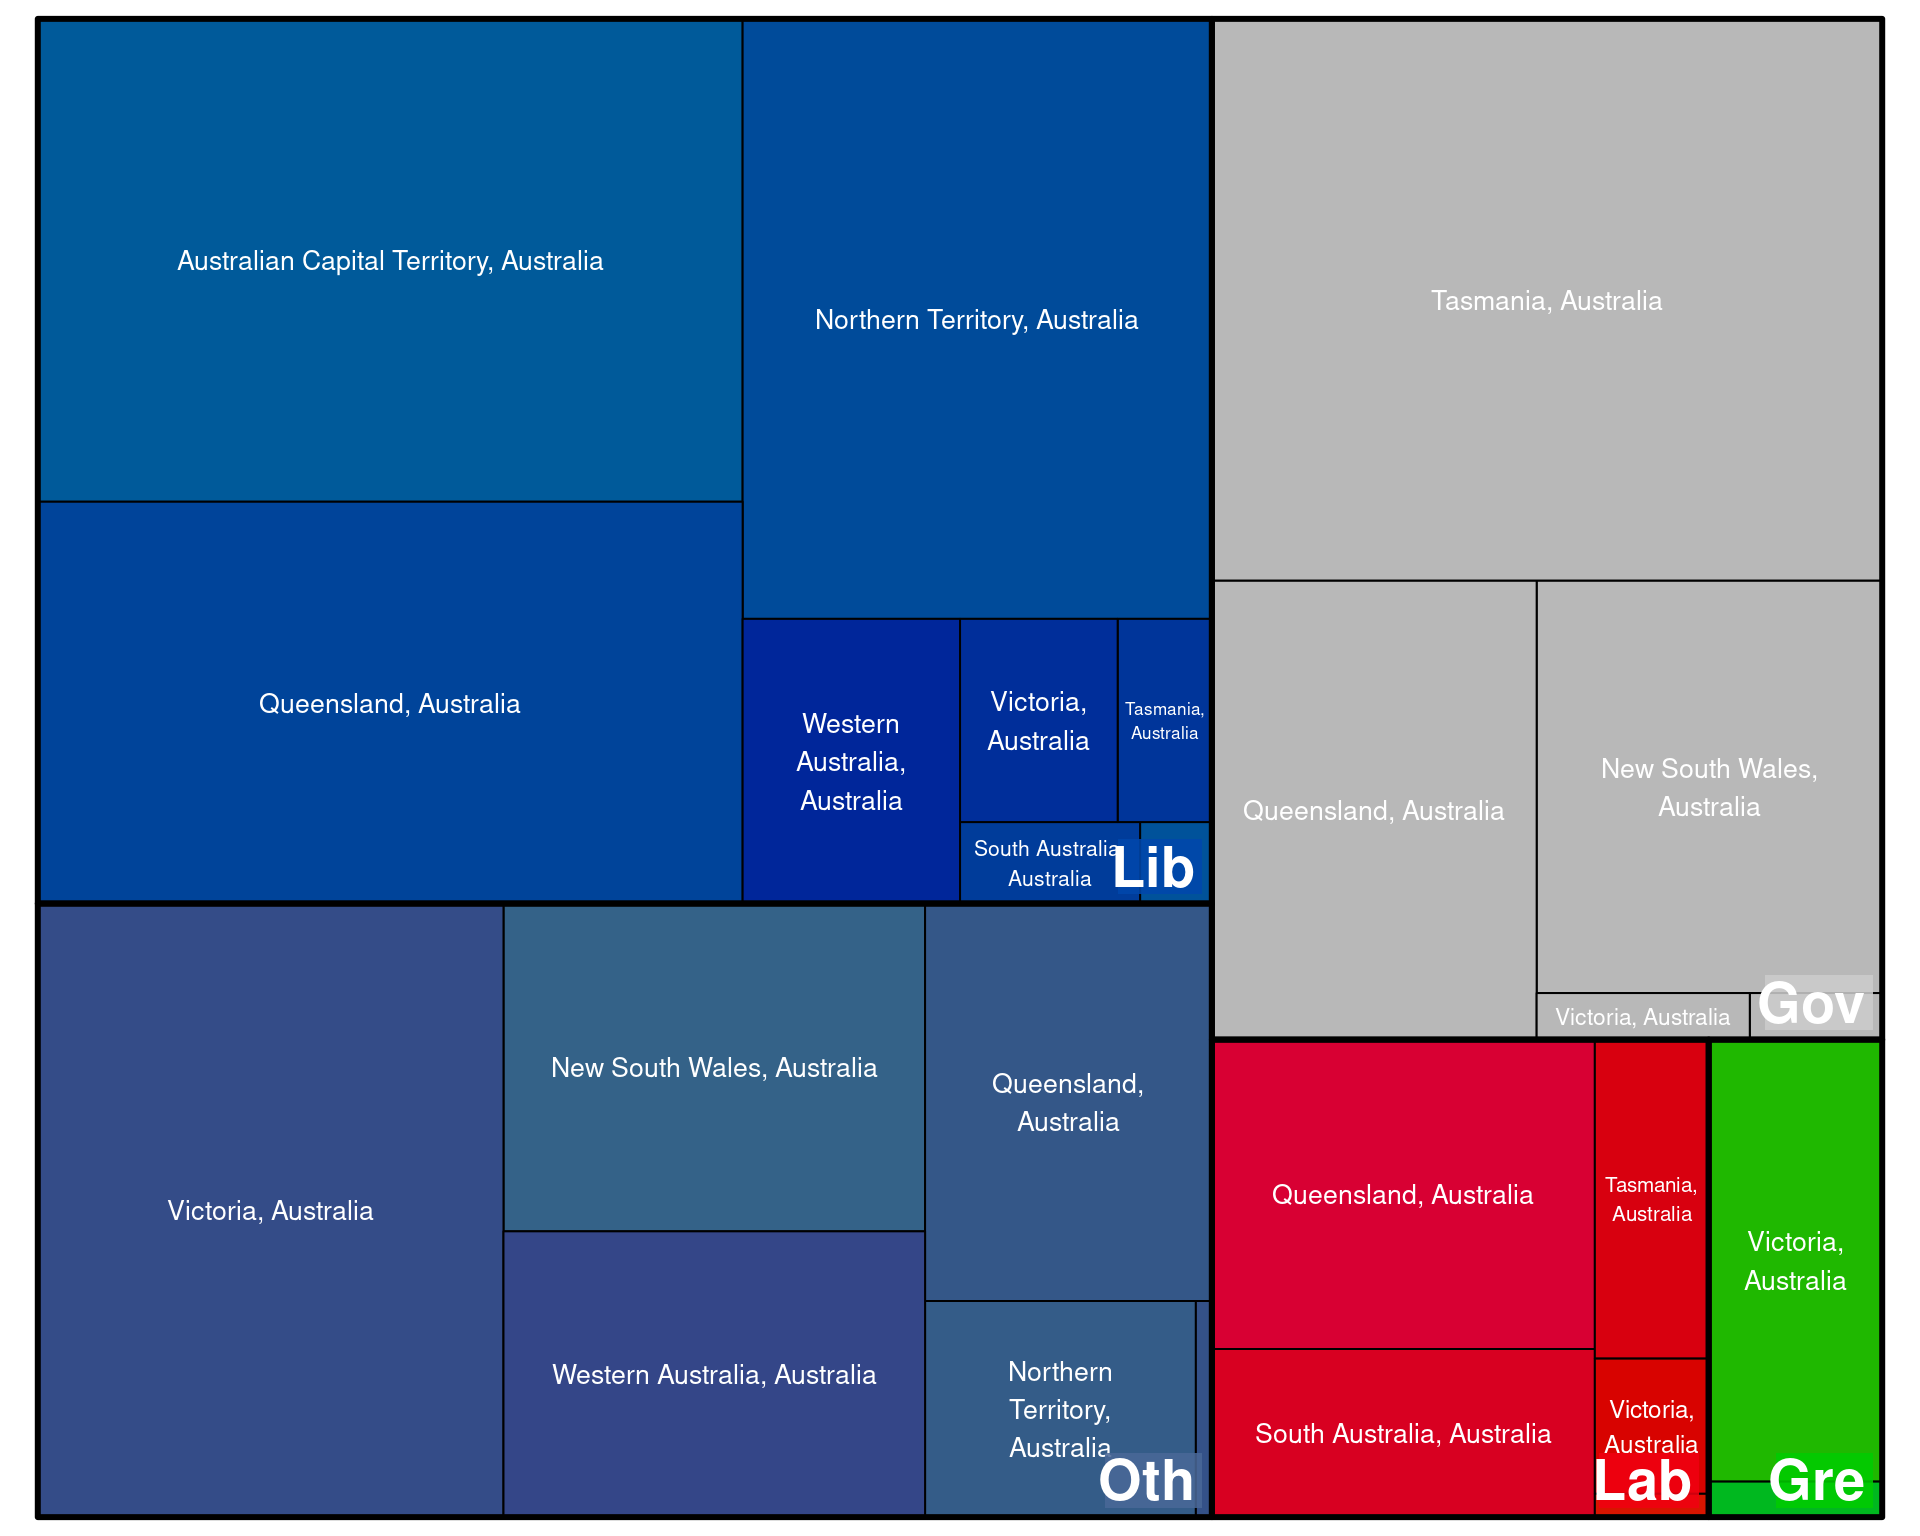 Australian Capital Territory, Australia
Northern Territory, Australia
Tasmania, Australia
Queensland, Australia
Western
Australia,
Australia
Victoria,
Australia
Tasmania,
Australia
South Australia
Australia
Lib
Queensland, Australia
New South Wales,
Australia
Victoria, Australia
Gov
Victoria, Australia
New South Wales, Australia
Queensland,
Australia
Western Australia, Australia
Northern
Territory,
Australia
Oth
Queensland, Australia
Tasmania,
Australia
South Australia, Australia
Victoria,
Australia
Lab
Victoria,
Australia
Gre